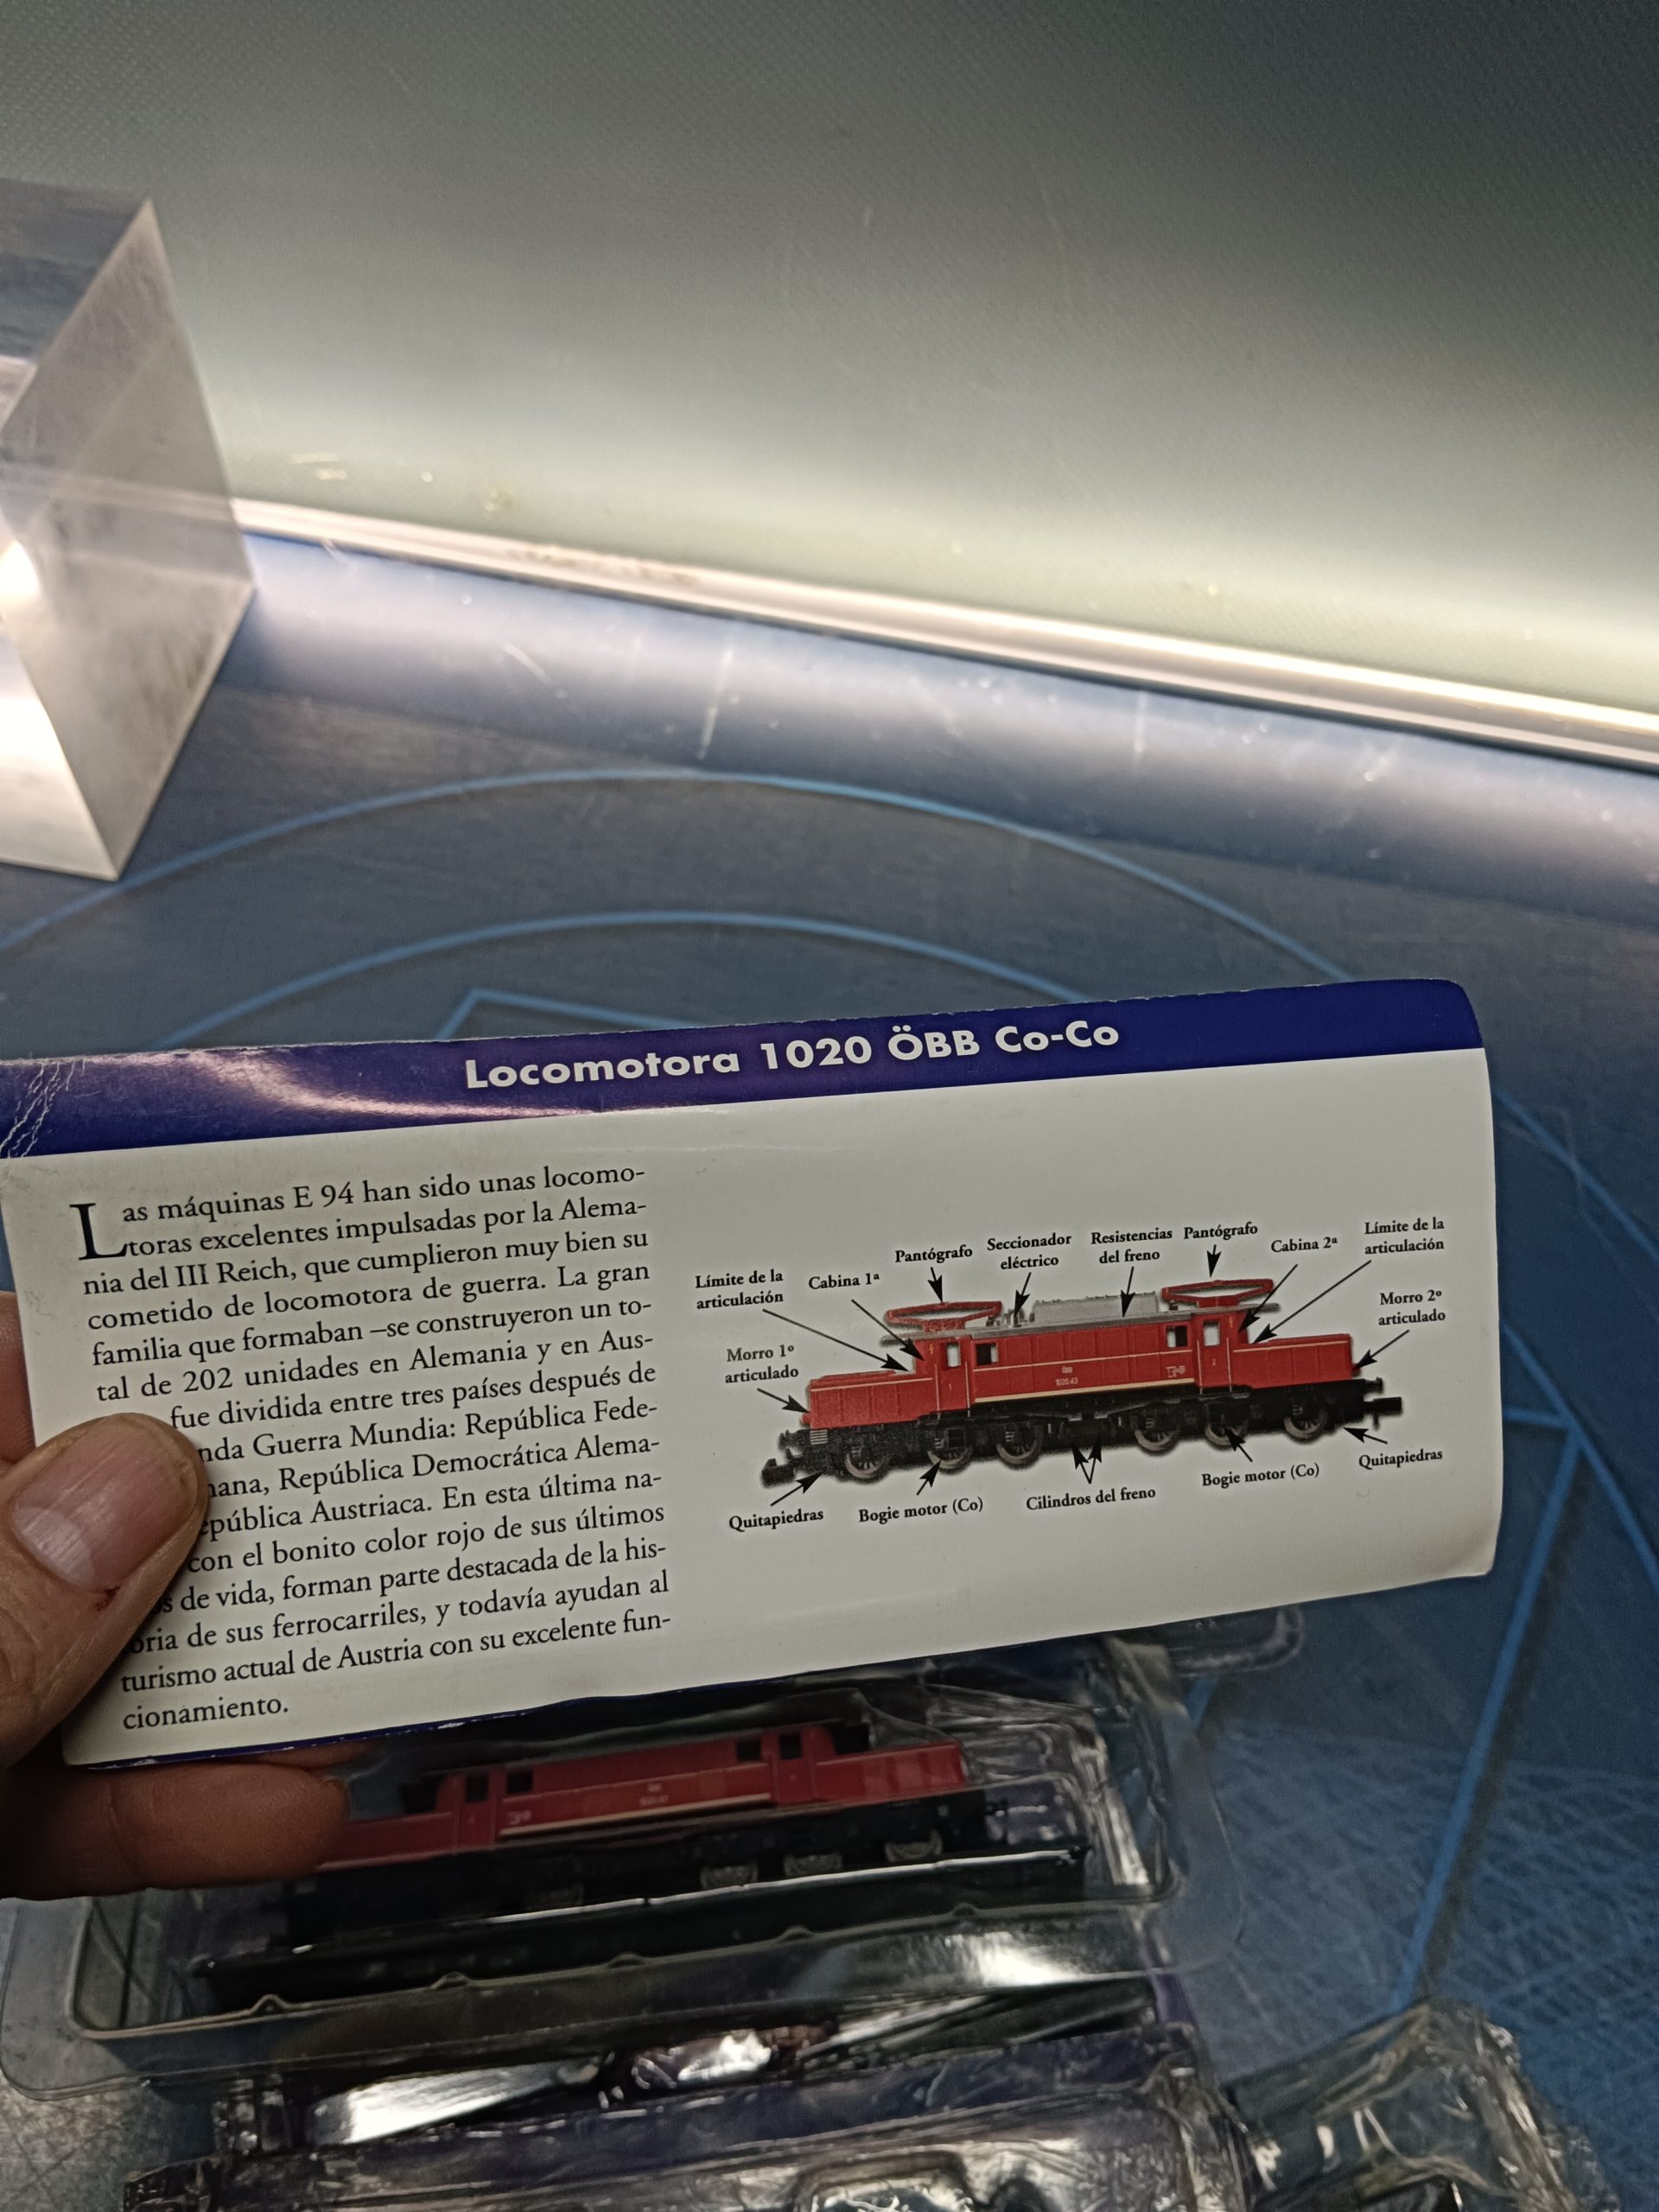 Locomotora 1020 ÖBB Co-Co
Las máquinas E 94 han sido unas locomo-
toras excelentes impulsadas por la Alema-
nia del III Reich, que cumplieron muy bien su
cometido de locomotora de guerra. La gran
familia que formaban –se construyeron un to-
tal de 202 unidades en Alemania y en Aus-
fue dividida entre tres países después de
nda Guerra Mundia: República Fede-
mana, República Democrática Alema-
epública Austriaca. En esta última na-
con el bonito color rojo de sus últimos
s de vida, forman parte destacada de la his-
oria de sus ferrocarriles, y todavía ayudan al
turismo actual de Austria con su excelente fun-
cionamiento.
Límite de la
articulación
Cabina 1ª
Pantógrafo
Seccionador
eléctrico
Resistencias
del freno
Pantógrafo
Cabina 2ª
Límite de la
articulación
Morro 1º
articulado
Morro 2º
articulado
Quitapiedras
Bogie motor (Co)
Cilindros del freno
Bogie motor (Co)
Quitapiedras